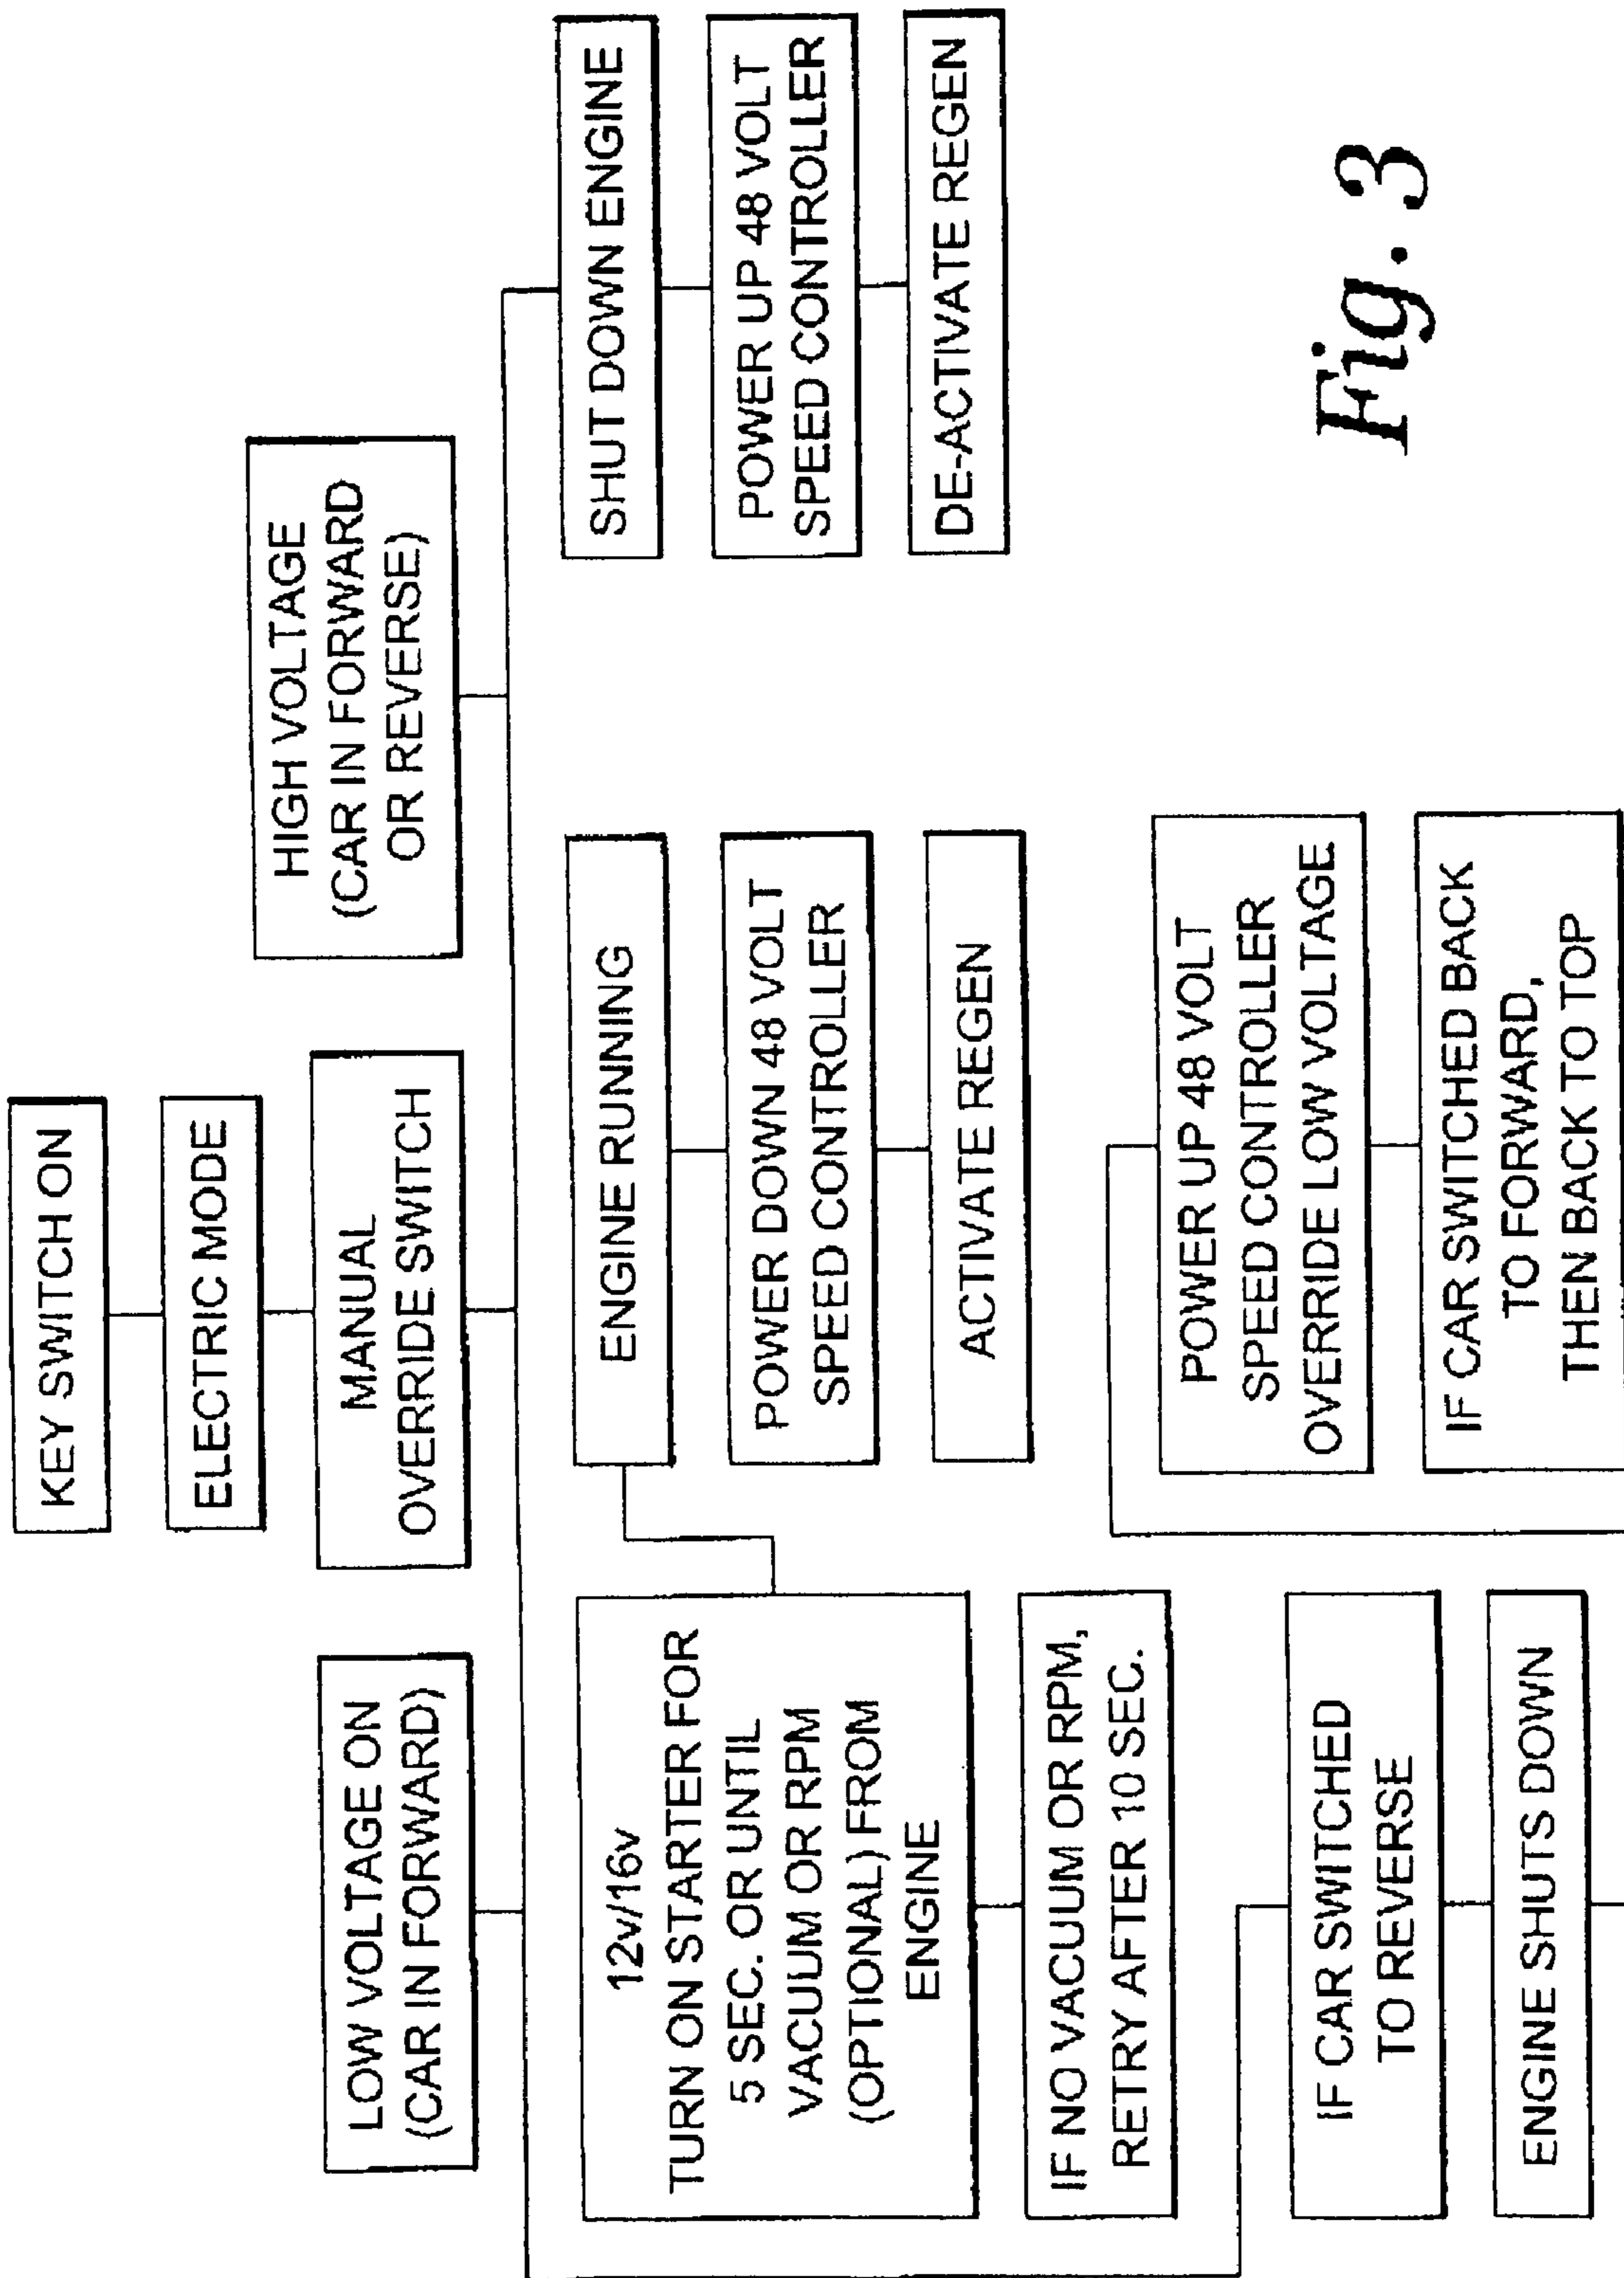 KEY SWITCH ON
ELECTRIC MODE
MANUAL
OVERRIDE SWITCH
LOW VOLTAGE ON
(CAR IN FORWARD)
HIGH VOLTAGE
(CAR IN FORWARD
OR REVERSE)
12v/16v
TURN ON STARTER FOR
5 SEC. OR UNTIL
VACUUM OR RPM
(OPTIONAL) FROM
ENGINE
IF NO VACUUM OR RPM,
RETRY AFTER 10 SEC.
ENGINE RUNNING
POWER DOWN 48 VOLT
SPEED CONTROLLER
ACTIVATE REGEN
SHUT DOWN ENGINE
POWER UP 48 VOLT
SPEED CONTROLLER
DE-ACTIVATE REGEN
IF CAR SWITCHED
TO REVERSE
ENGINE SHUTS DOWN
POWER UP 48 VOLT
SPEED CONTROLLER
OVERRIDE LOW VOLTAGE
IF CAR SWITCHED BACK
TO FORWARD,
THEN BACK TO TOP
Fig. 3